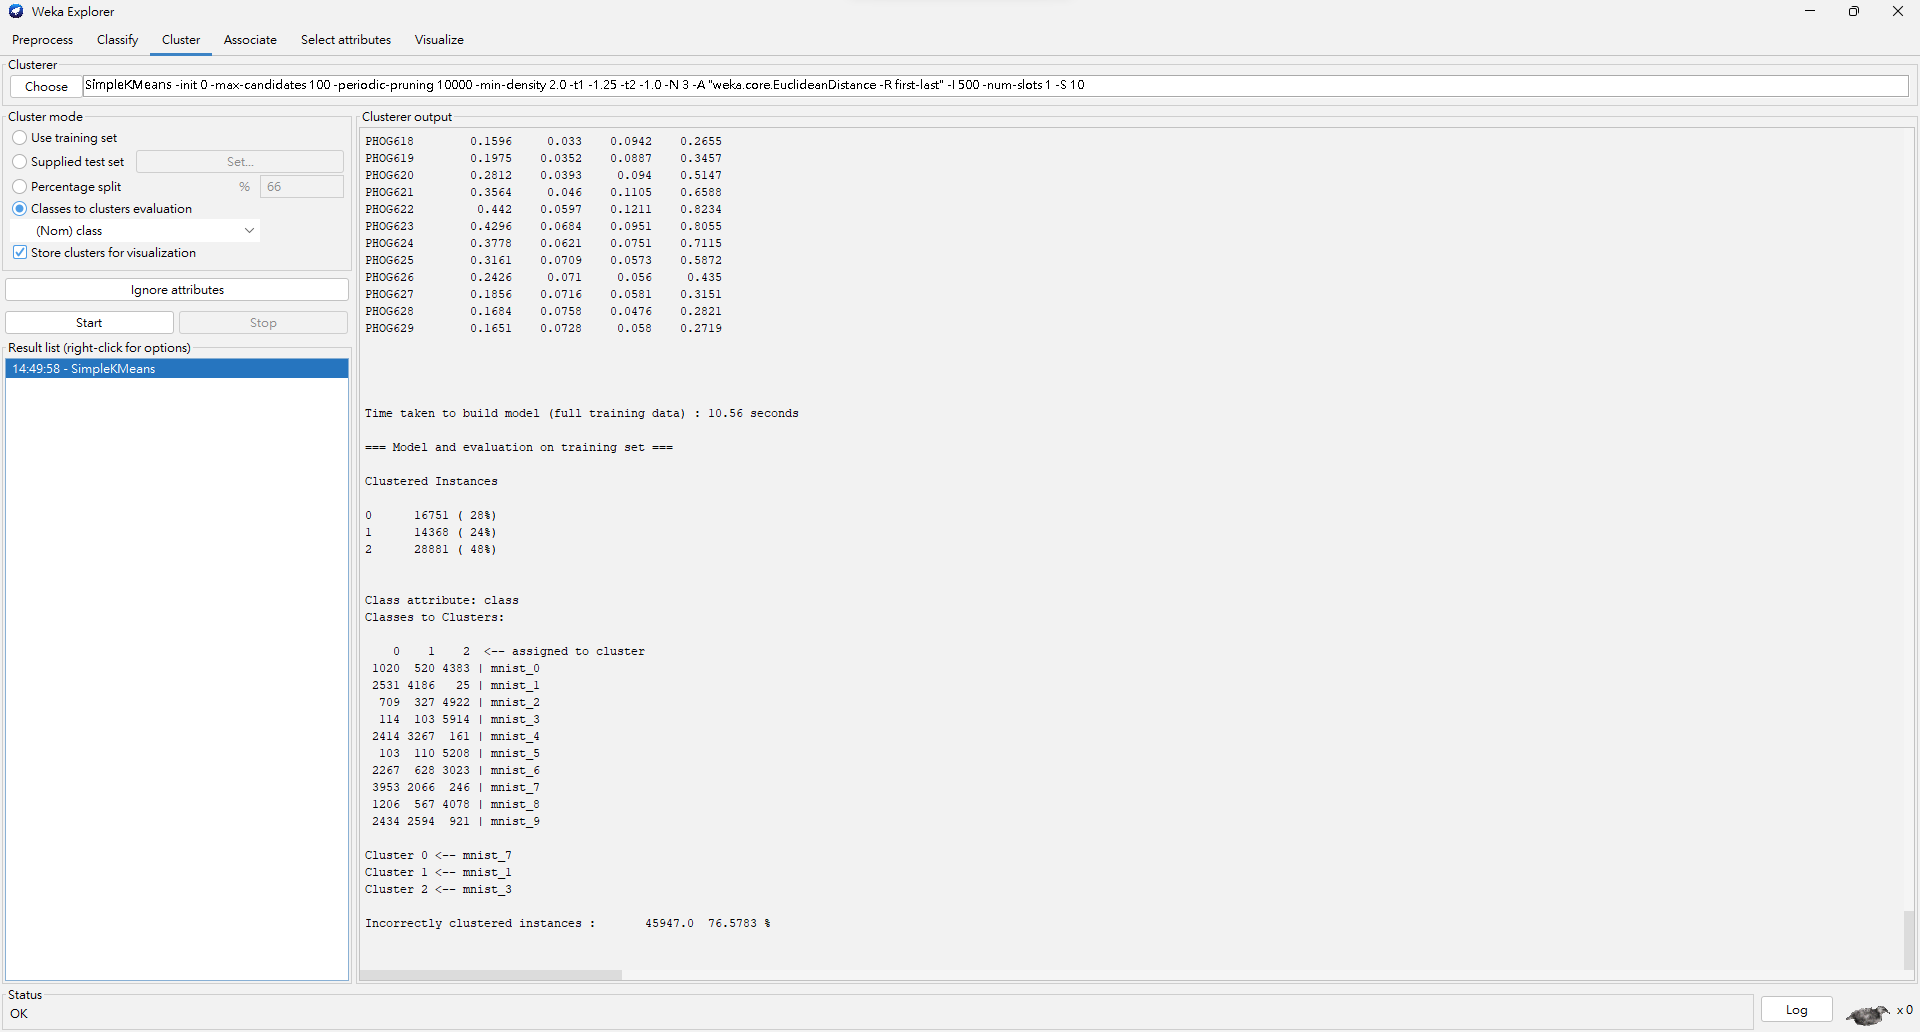 Weka Explorer
Preprocess Classify Cluster Associate Select attributes Visualize
Clusterer
Choose SimpleKMeans -init 0 -max-candidates 100 -periodic-pruning 10000 -min-density 2.0 -t1 -1.25 -t2 -1.0 -N 3 -A "weka.core.EuclideanDistance -R first-last" -I 500 -num-slots 1 -S 10
Cluster mode
Use training set
Supplied test set Set...
Percentage split % 66
Classes to clusters evaluation
(Nom) class
Store clusters for visualization
Ignore attributes
Start Stop
Result list (right-click for options)
14:49:58 - SimpleKMeans
Clusterer output
PHOG618 0.1596 0.033 0.0942 0.2655
PHOG619 0.1975 0.0352 0.0887 0.3457
PHOG620 0.2812 0.0393 0.094 0.5147
PHOG621 0.3564 0.046 0.1105 0.6588
PHOG622 0.442 0.0597 0.1211 0.8234
PHOG623 0.4296 0.0684 0.0951 0.8055
PHOG624 0.3778 0.0621 0.0751 0.7115
PHOG625 0.3161 0.0709 0.0573 0.5872
PHOG626 0.2426 0.071 0.056 0.435
PHOG627 0.1856 0.0716 0.0581 0.3151
PHOG628 0.1684 0.0758 0.0476 0.2821
PHOG629 0.1651 0.0728 0.058 0.2719
Time taken to build model (full training data) : 10.56 seconds
=== Model and evaluation on training set ===
Clustered Instances
0 16751 ( 28%)
1 14368 ( 24%)
2 28881 ( 48%)
Class attribute: class
Classes to Clusters:
0 1 2 <-- assigned to cluster
1020 520 4383 | mnist_0
2531 4186 25 | mnist_1
709 327 4922 | mnist_2
114 103 5914 | mnist_3
2414 3267 161 | mnist_4
103 110 5208 | mnist_5
2267 628 3023 | mnist_6
3953 2066 246 | mnist_7
1206 567 4078 | mnist_8
2434 2594 921 | mnist_9
Cluster 0 <-- mnist_7
Cluster 1 <-- mnist_1
Cluster 2 <-- mnist_3
Incorrectly clustered instances : 45947.0 76.5783 %
Status
OK
Log
x 0